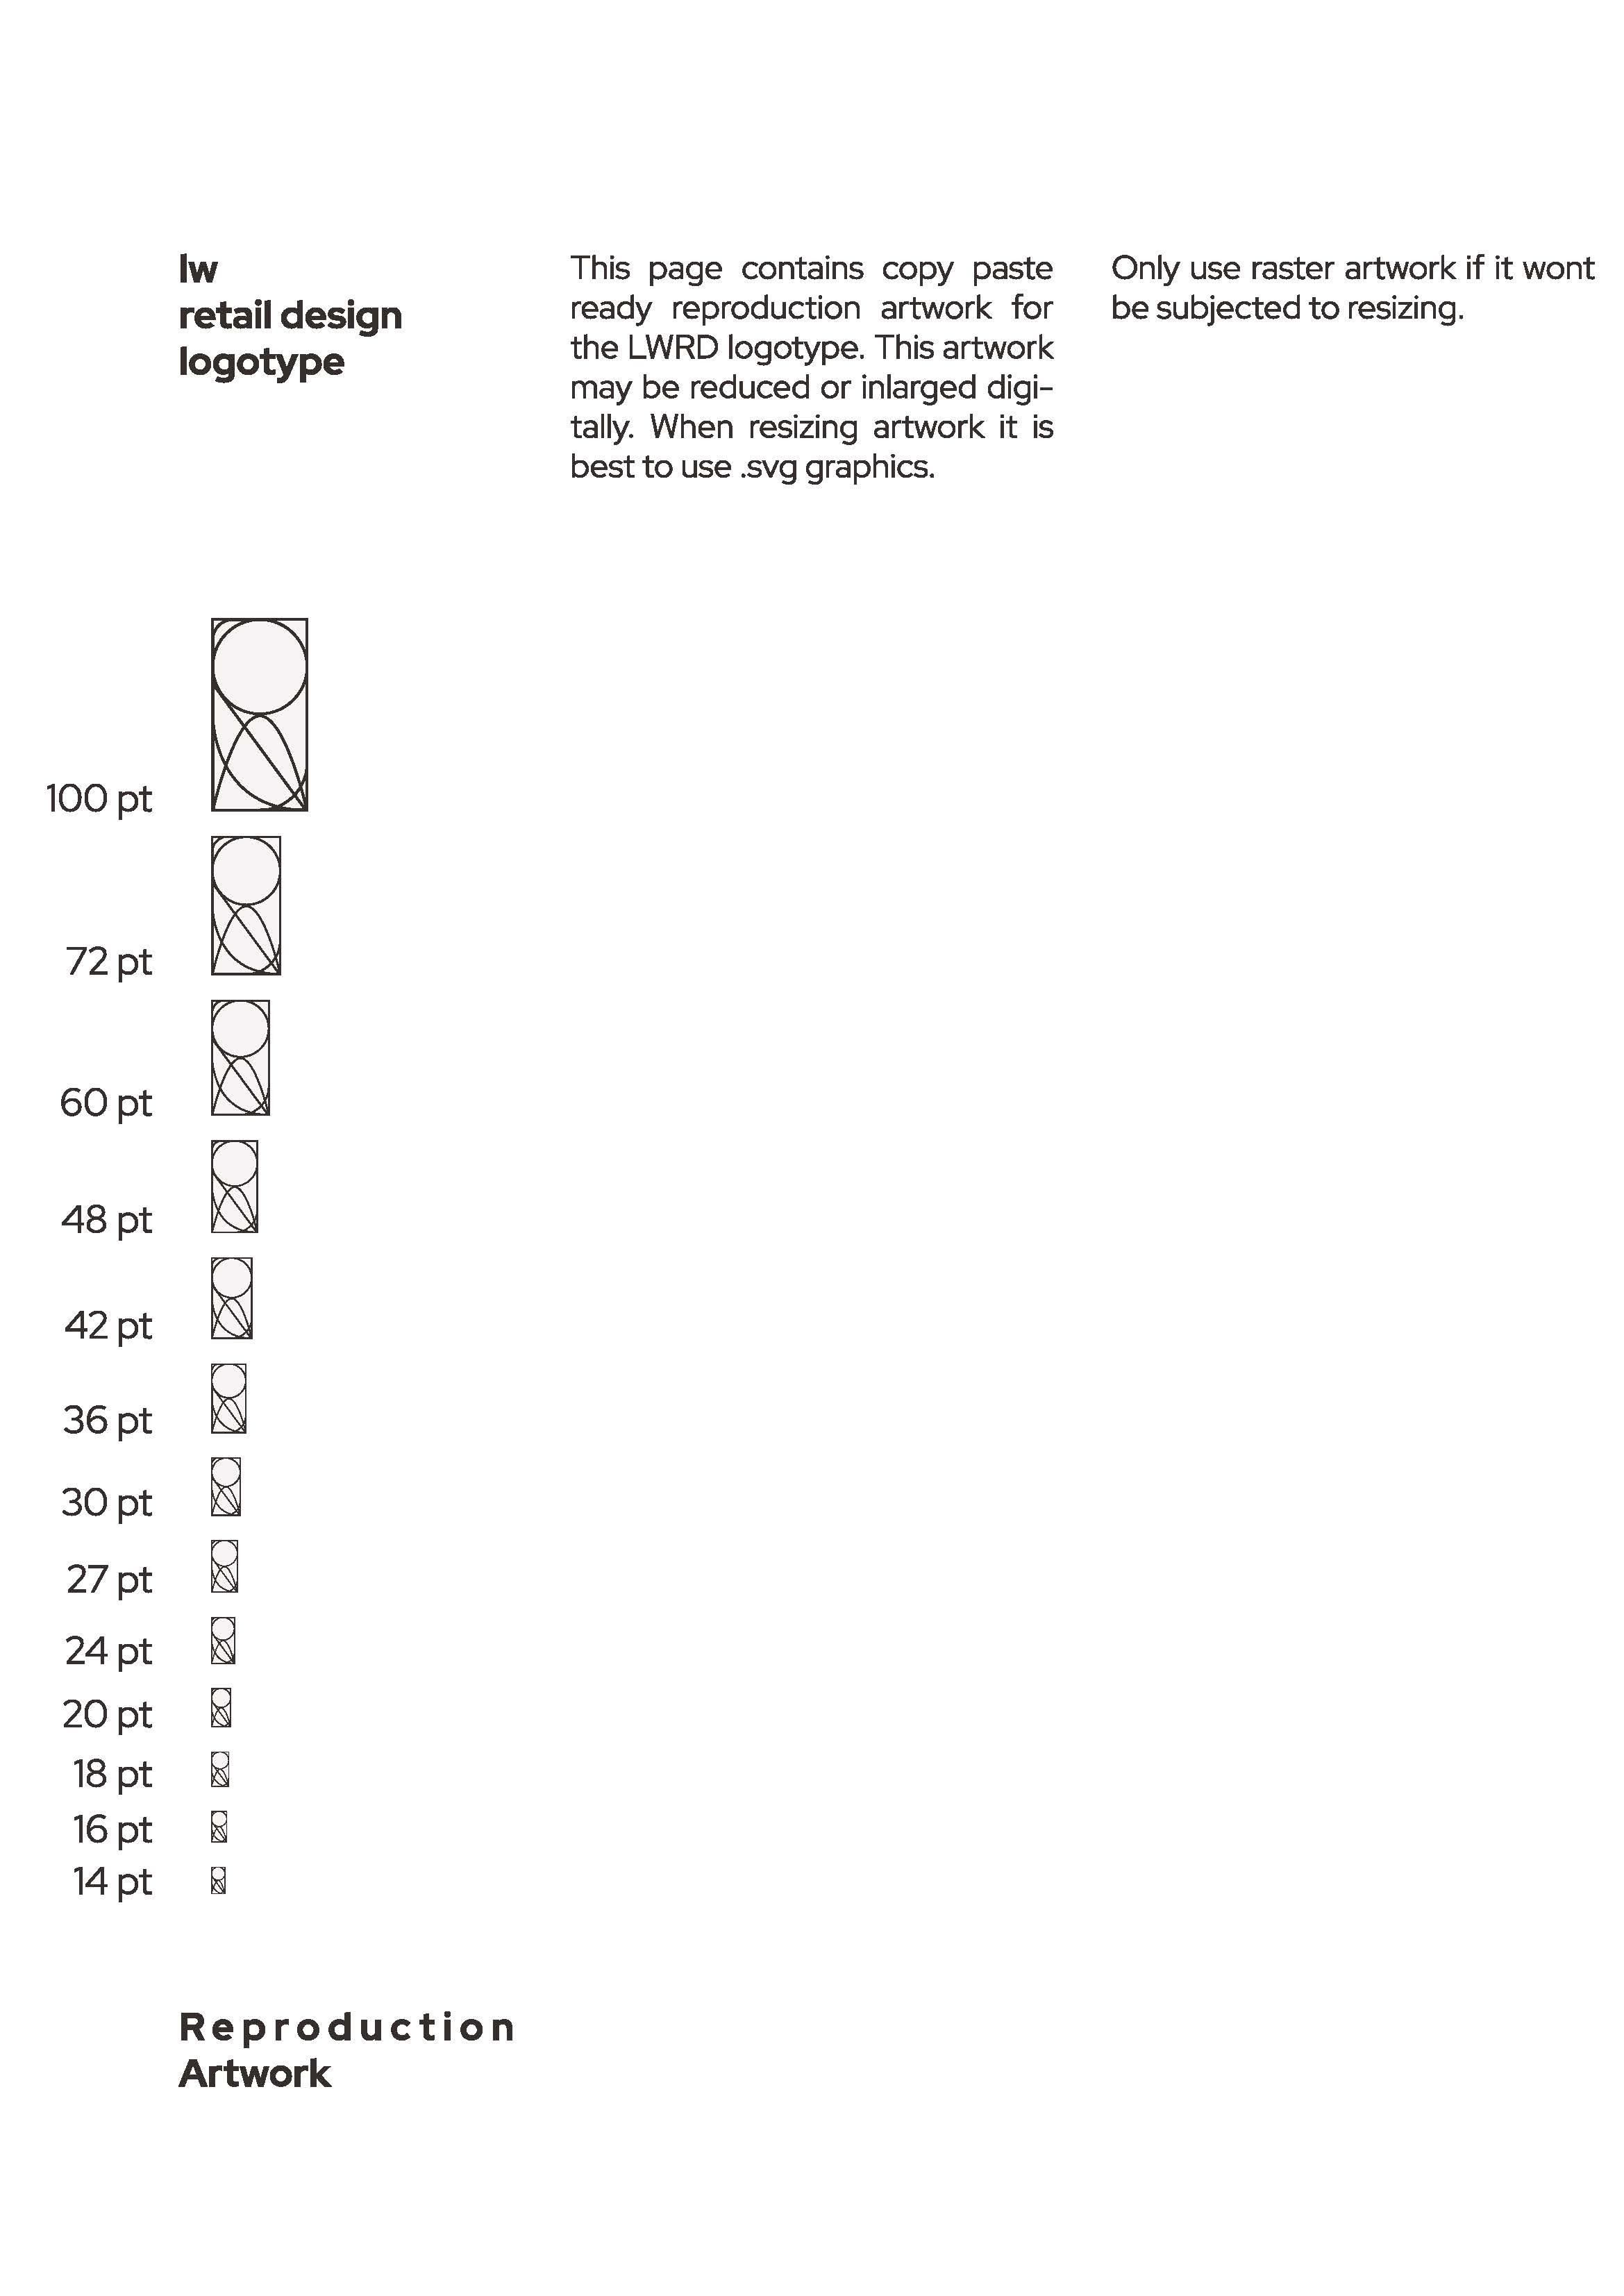 lw
retail design
logotype
This page contains copy paste
ready reproduction artwork for
the LWRD logotype. This artwork
may be reduced or inlarged digi-
tally. When resizing artwork it is
best to use .svg graphics.
Only use raster artwork if it wont
be subjected to resizing.
100 pt
72 pt
60 pt
48 pt
42 pt
36 pt
30 pt
27 pt
24 pt
20 pt
18 pt
16 pt
14 pt
Reproduction
Artwork